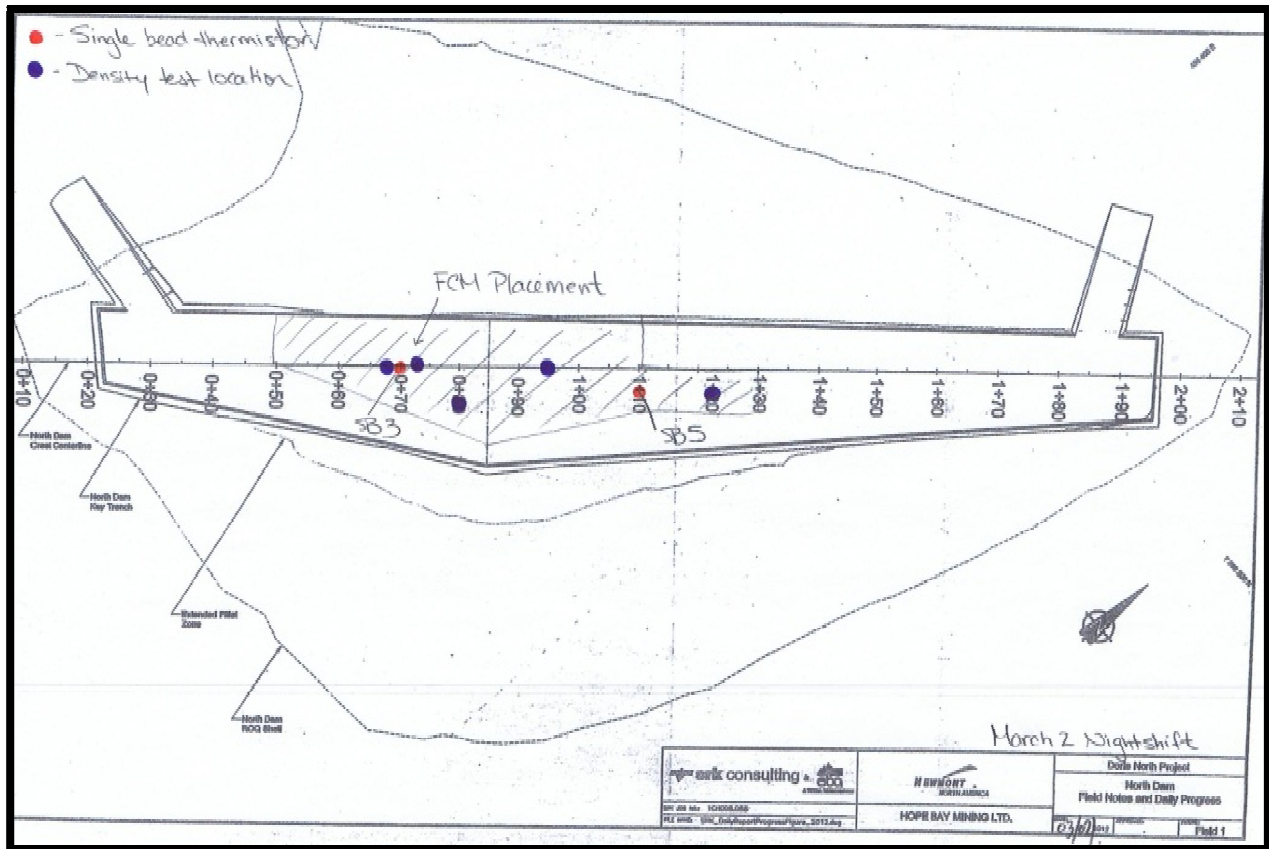 - Single bead thermistor
- Density test location
FCM Placement
0+10
0+20
0+30
0+40
0+50
0+60
0+70
0+80
0+90
1+00
1+10
1+20
1+30
1+40
1+50
1+60
1+70
1+80
1+90
2+00
2+10
SB3
SB5
North Dam
Crest Centerline
North Dam
Key Trench
Extended Fillet
Zone
North Dam
ROQ Shell
March 2 Nightshift
srk consulting &
NEWMONT
NORTH AMERICA
HOPE BAY MINING LTD.
Doris North Project
North Dam
Field Notes and Daily Progress
Field 1